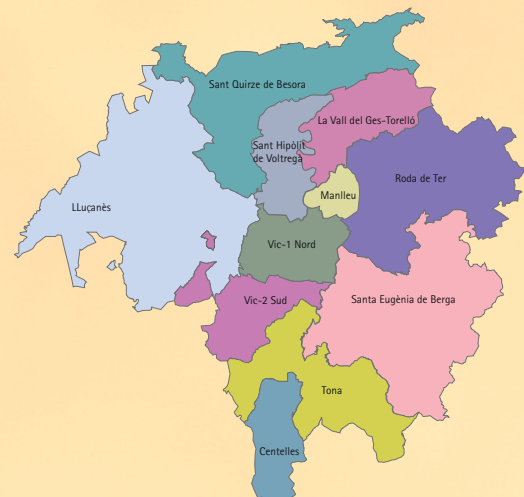 Sant Quirze de Besora
La Vall del Ges-Torelló
Sant Hipòlit
de Voltregà
Roda de Ter
Manlleu
LLuçanès
Vic-1 Nord
Vic-2 Sud
Santa Eugènia de Berga
Tona
Centelles